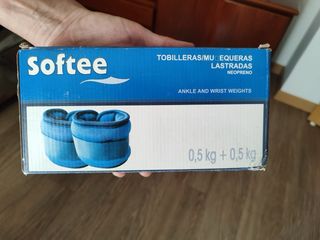 Softee
TOBILLERAS/MU EQUERAS
LASTRADAS
NEOPRENO
ANKLE AND WRIST WEIGHTS
0,5 kg + 0,5 kg